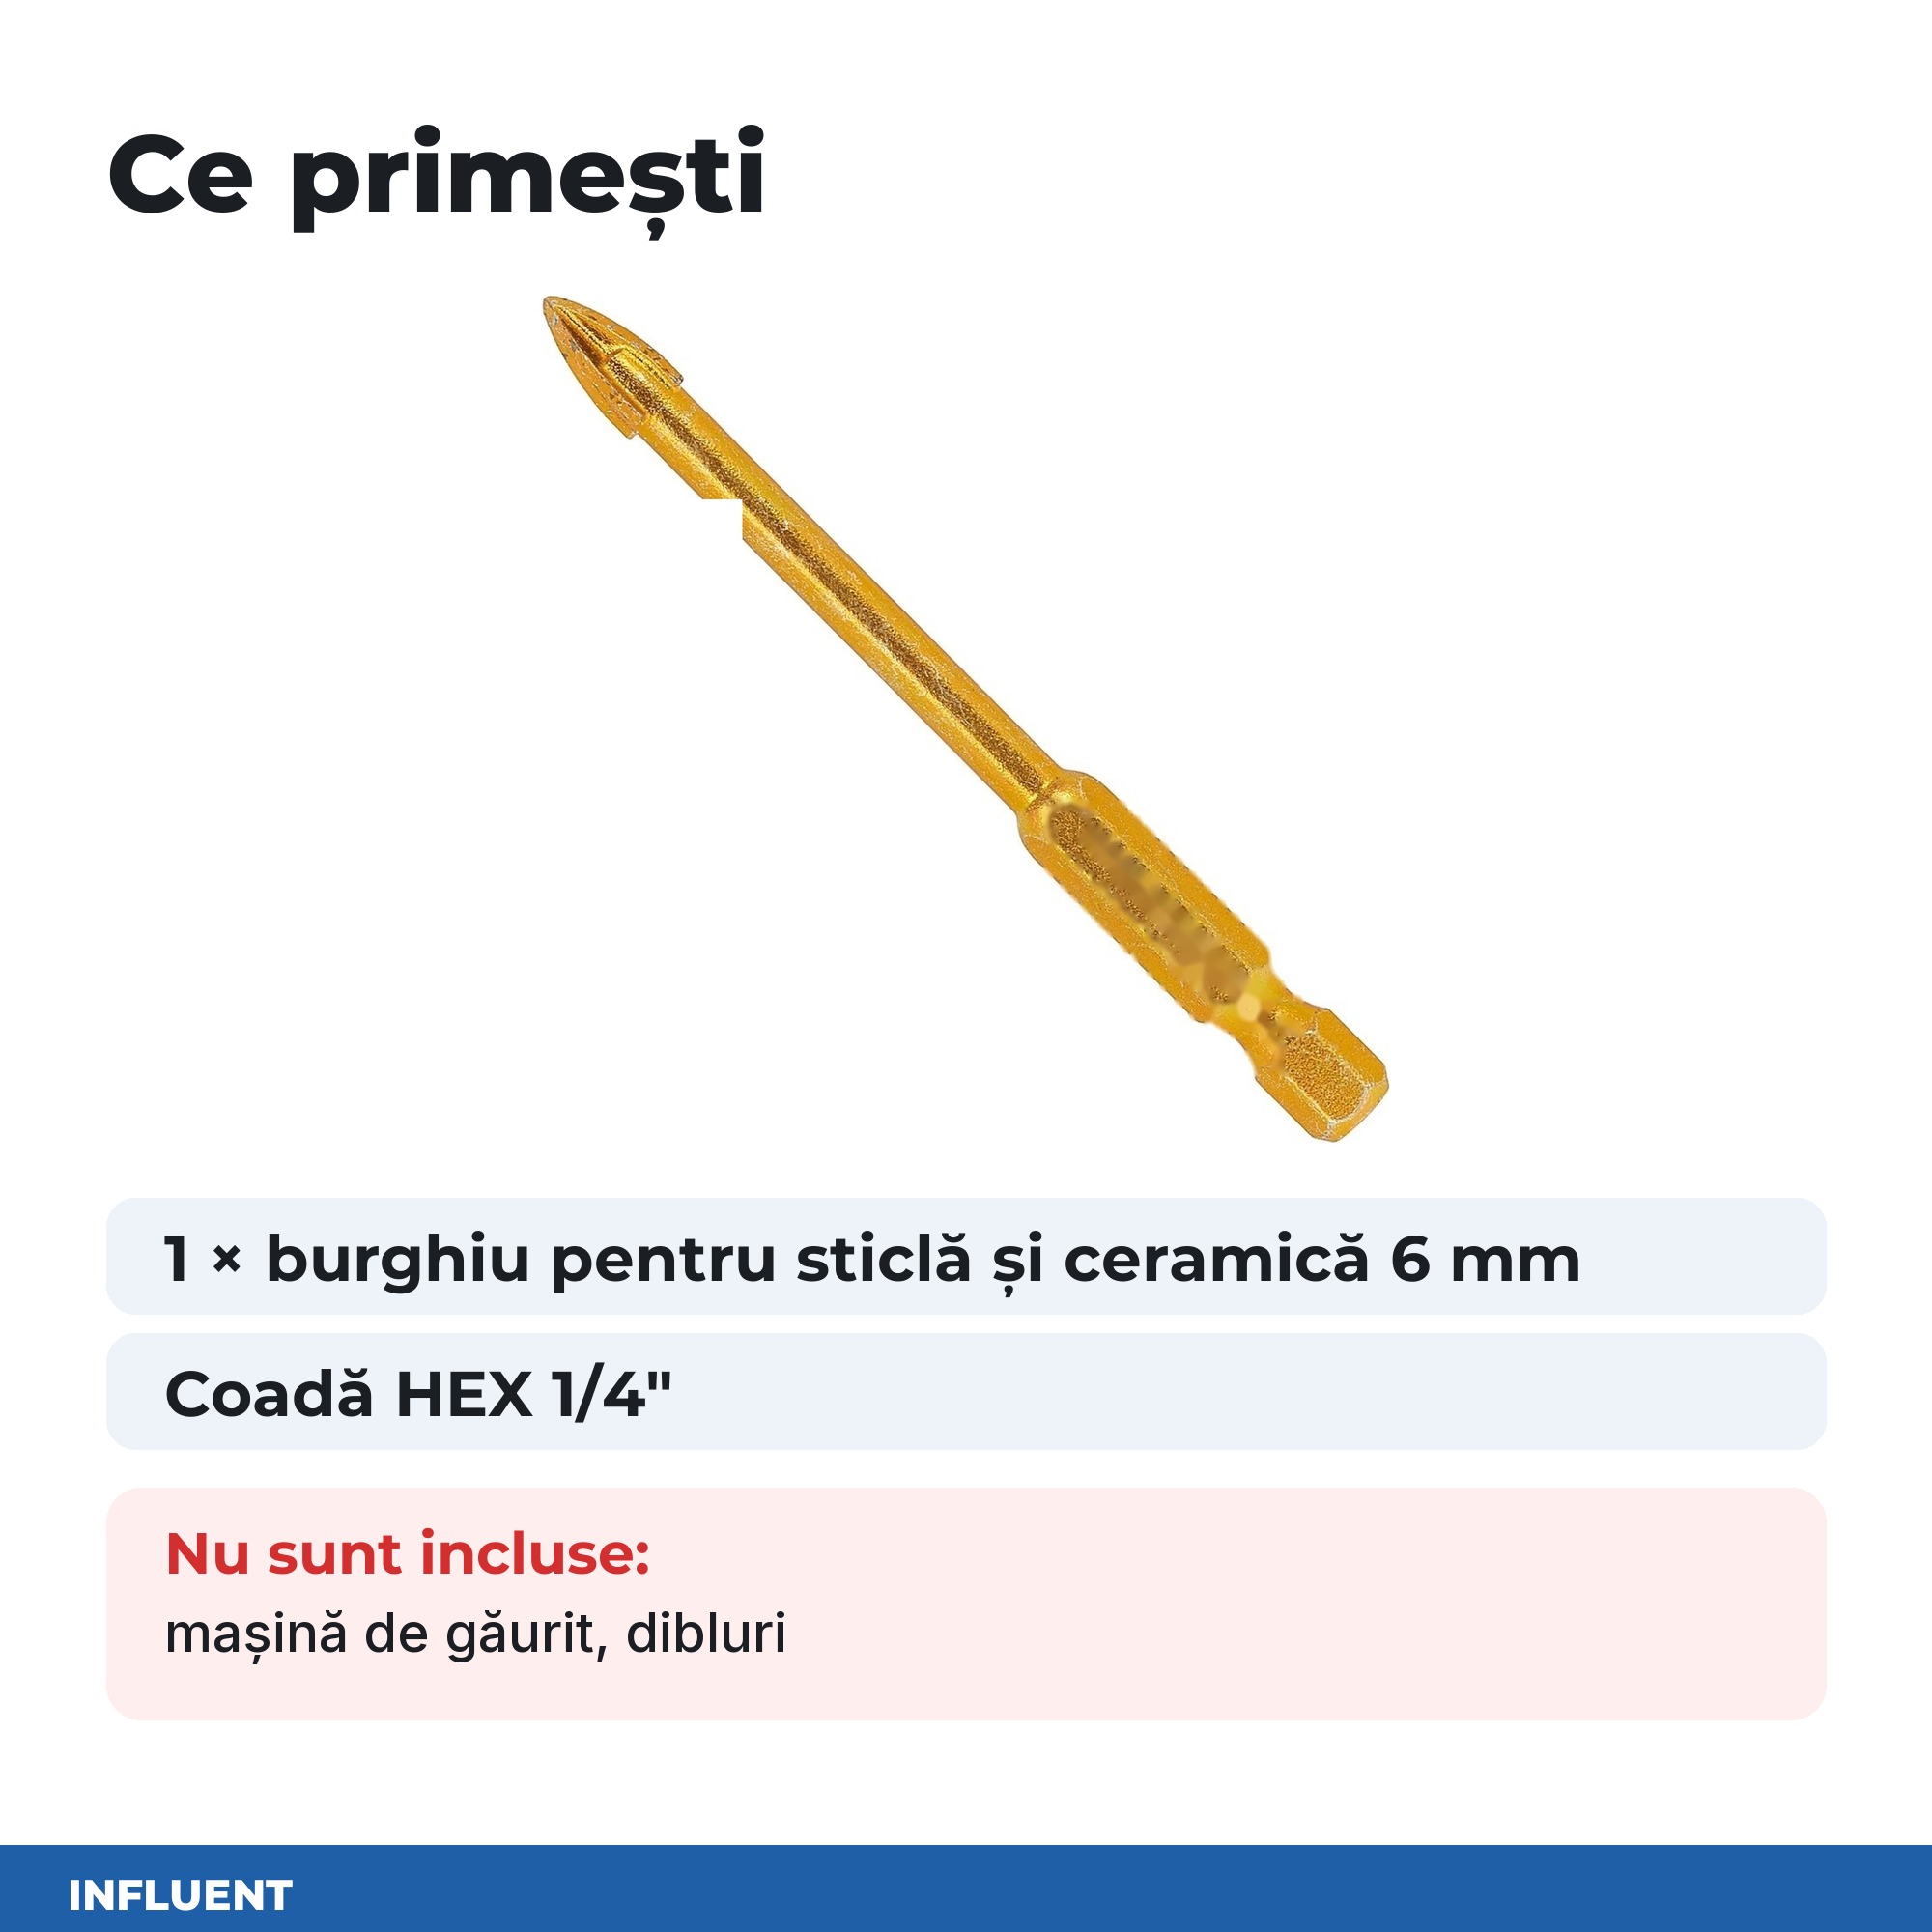 Ce primești
1 × burghiu pentru sticlă și ceramică 6 mm
Coadă HEX 1/4"
Nu sunt incluse:
mașină de găurit, dibluri
INFLUENT